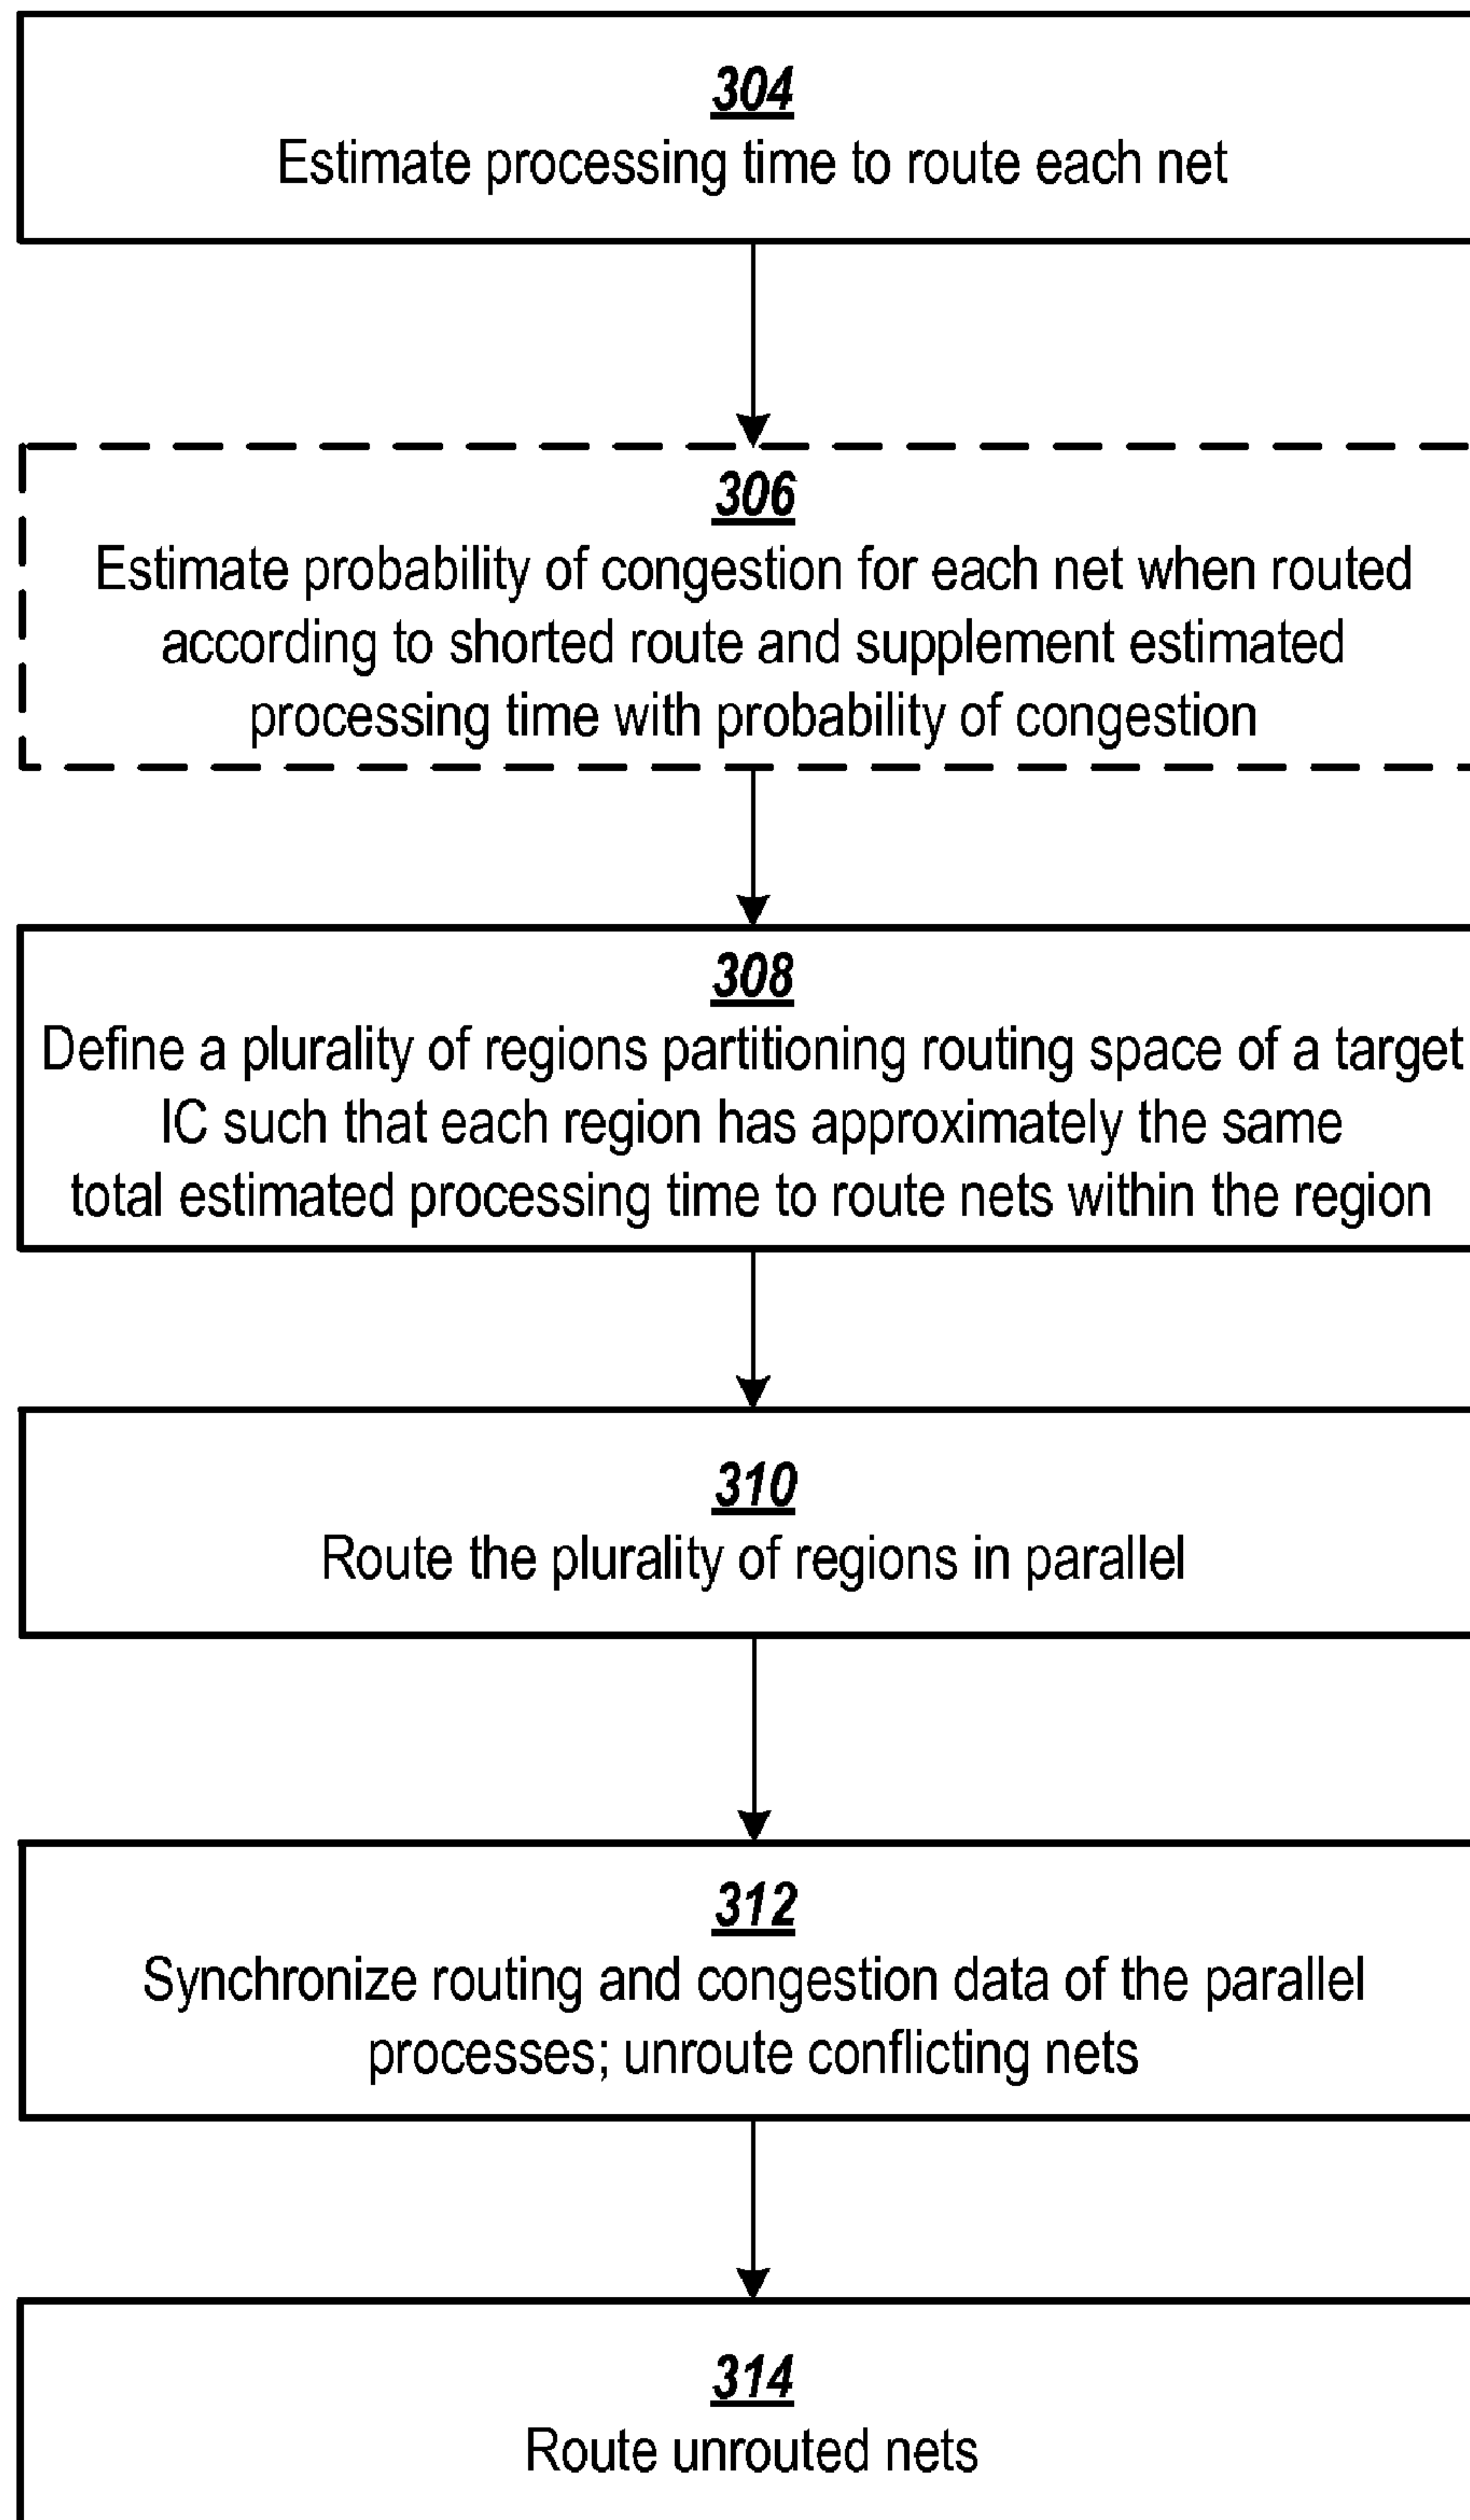 304
Estimate processing time to route each net
306
Estimate probability of congestion for each net when routed
according to shorted route and supplement estimated
processing time with probability of congestion
308
Define a plurality of regions partitioning routing space of a target
IC such that each region has approximately the same
total estimated processing time to route nets within the region
310
Route the plurality of regions in parallel
312
Synchronize routing and congestion data of the parallel
processes; unroute conflicting nets
314
Route unrouted nets